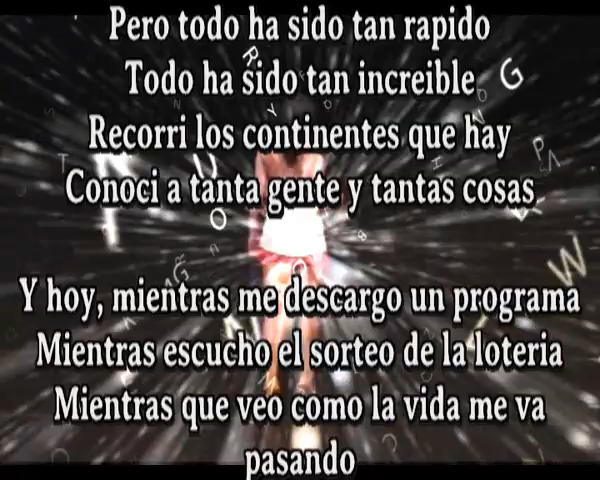 Pero todo ha sido tan rapido
Todo ha sido tan increible
Recorri los continentes que hay
Conoci a tanta gente y tantas cosas
Y hoy, mientras me descargo un programa
Mientras escucho el sorteo de la loteria
Mientras que veo como la vida me va
pasando